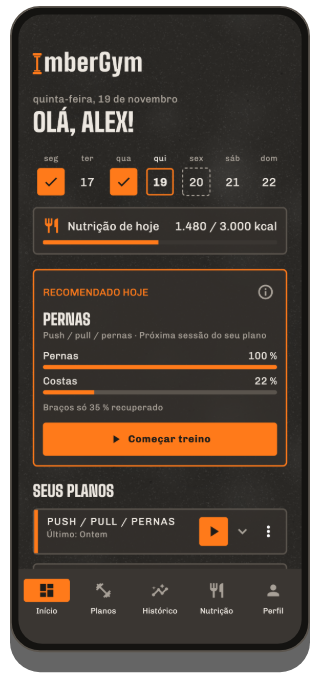 ImberGym
quinta-feira, 19 de novembro
OLÁ, ALEX!
seg ter qua qui sex sáb dom
17 19 20 21 22
Nutrição de hoje 1.480 / 3.000 kcal
RECOMENDADO HOJE
PERNAS
Push / pull / pernas · Próxima sessão do seu plano
Pernas 100 %
Costas 22 %
Braços só 35 % recuperado
Começar treino
SEUS PLANOS
PUSH / PULL / PERNAS
Último: Ontem
Início Planos Histórico Nutrição Perfil